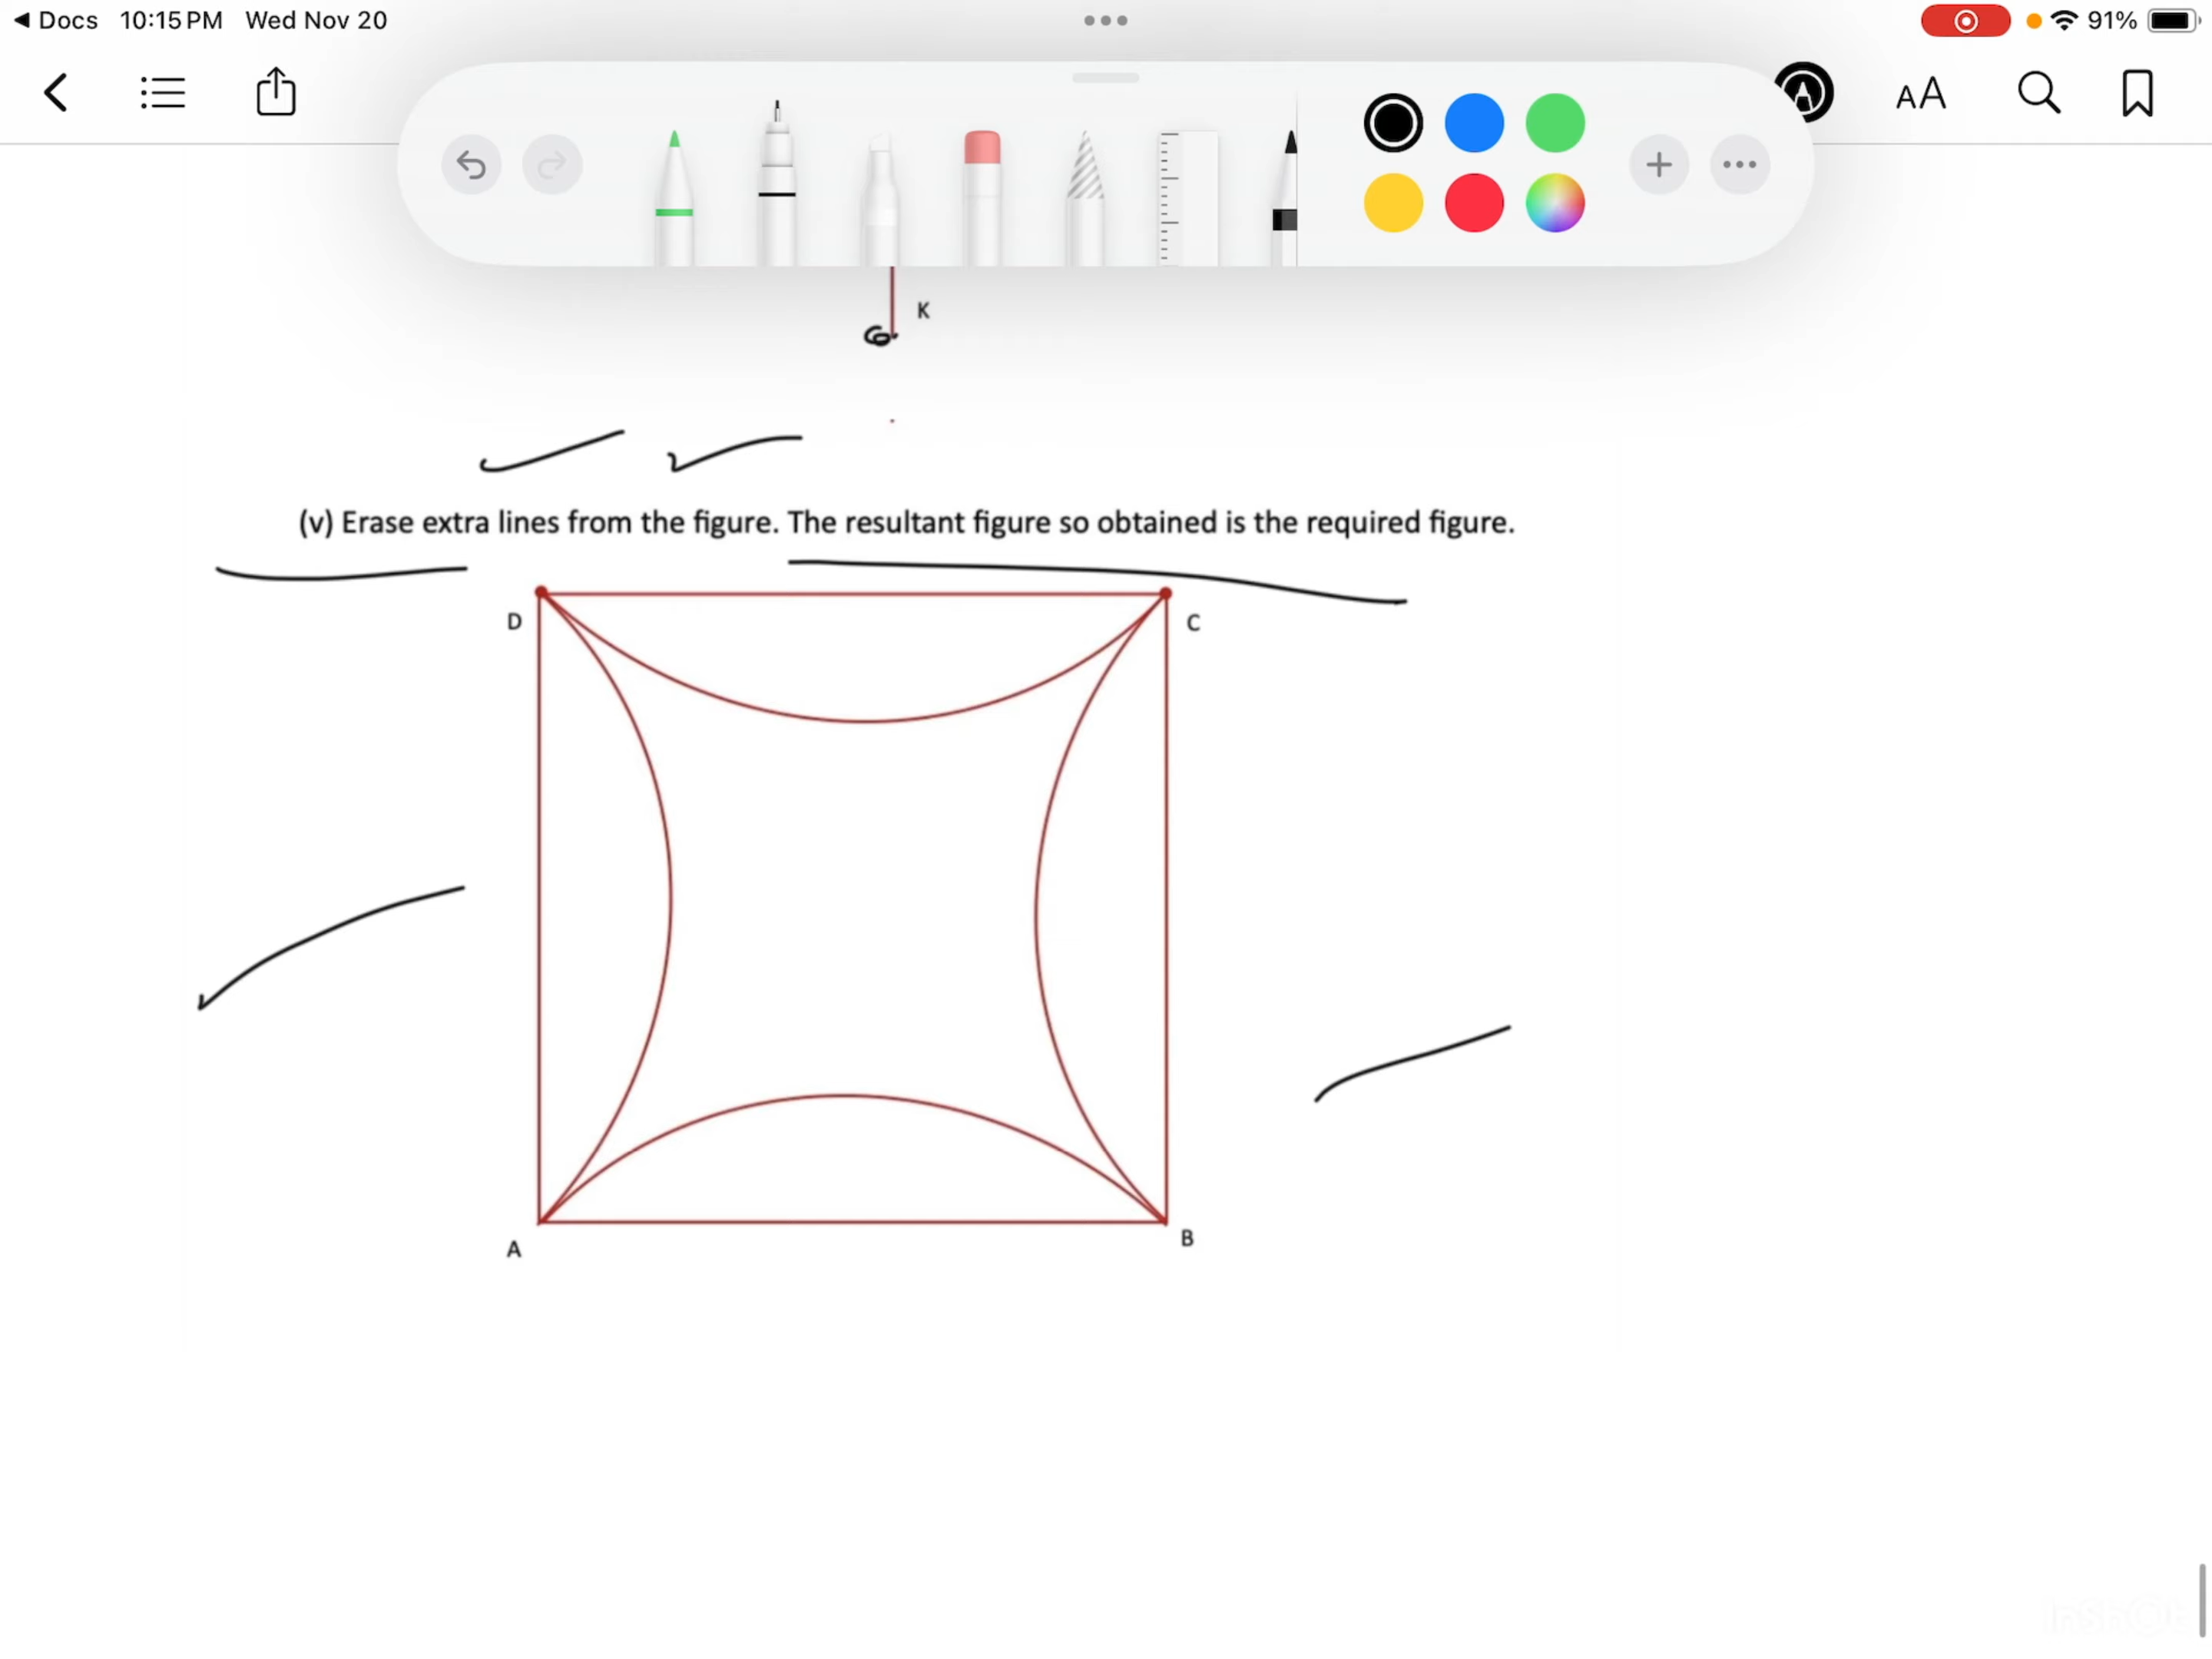 Docs 10:15 PM Wed Nov 20 91%
AA
K
(v) Erase extra lines from the figure. The resultant figure so obtained is the required figure.
D C
A B